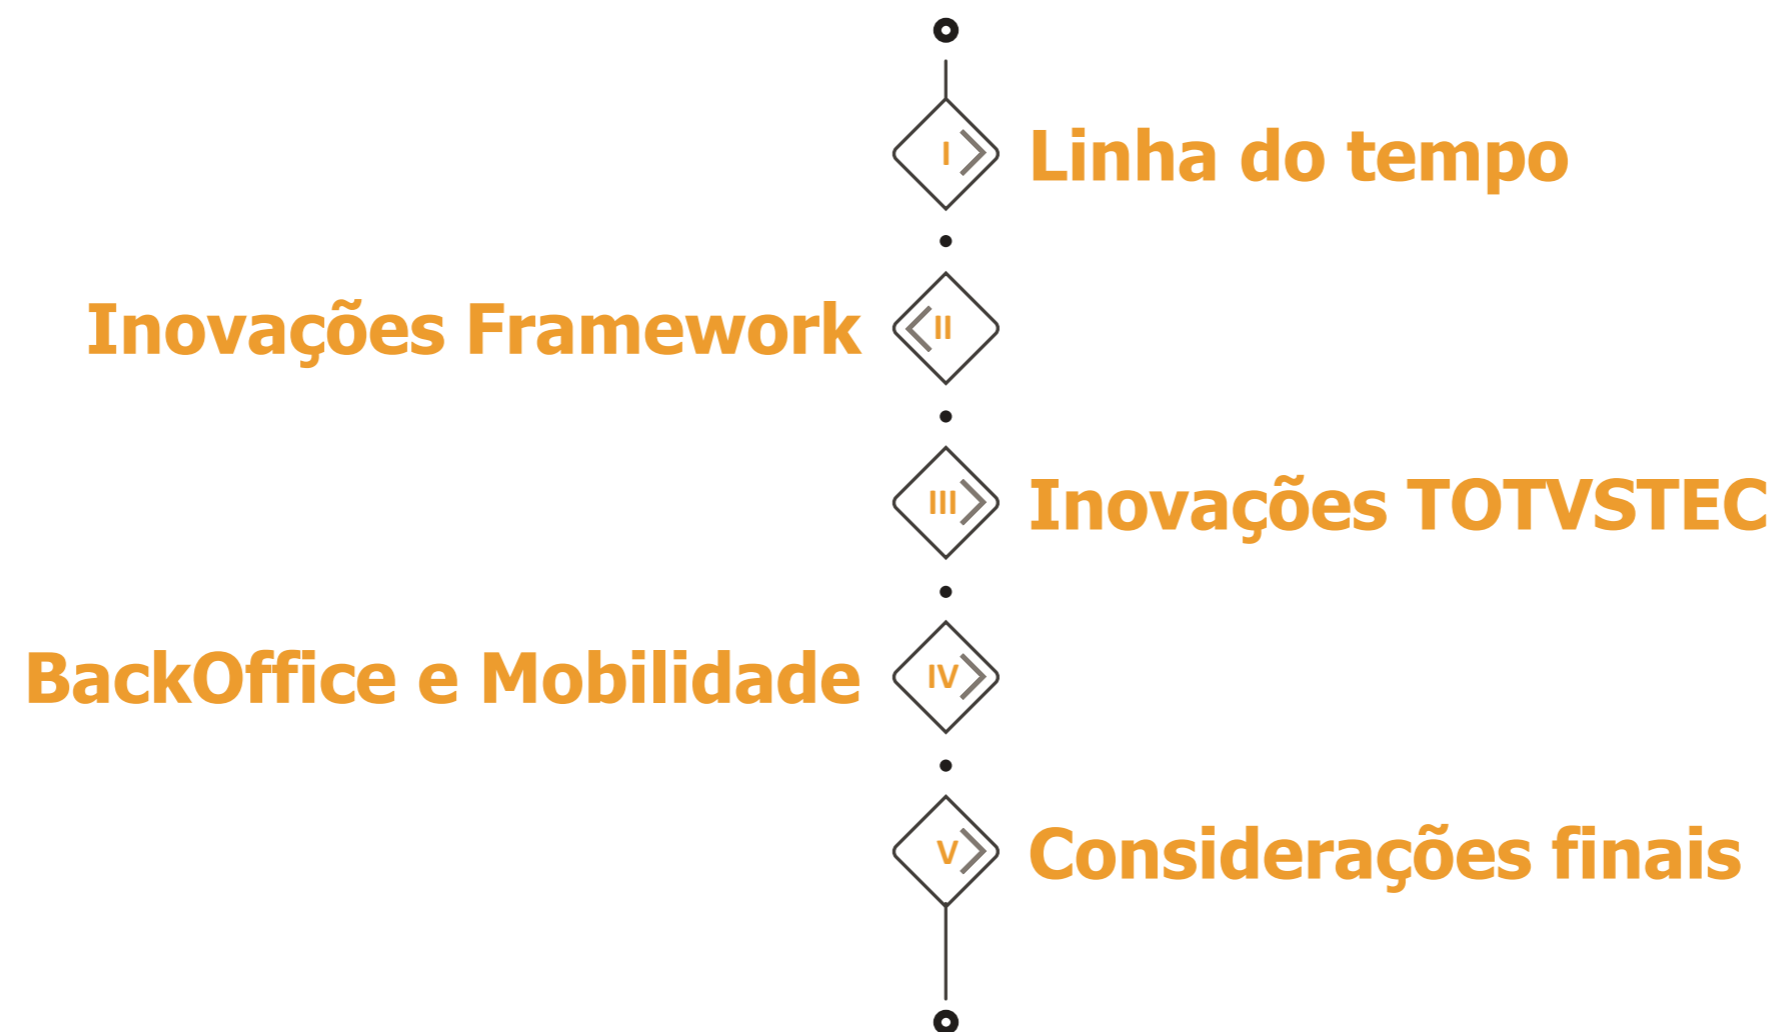 I
Linha do tempo
Inovações Framework
II
III
Inovações TOTVSTEC
BackOffice e Mobilidade
IV
V
Considerações finais